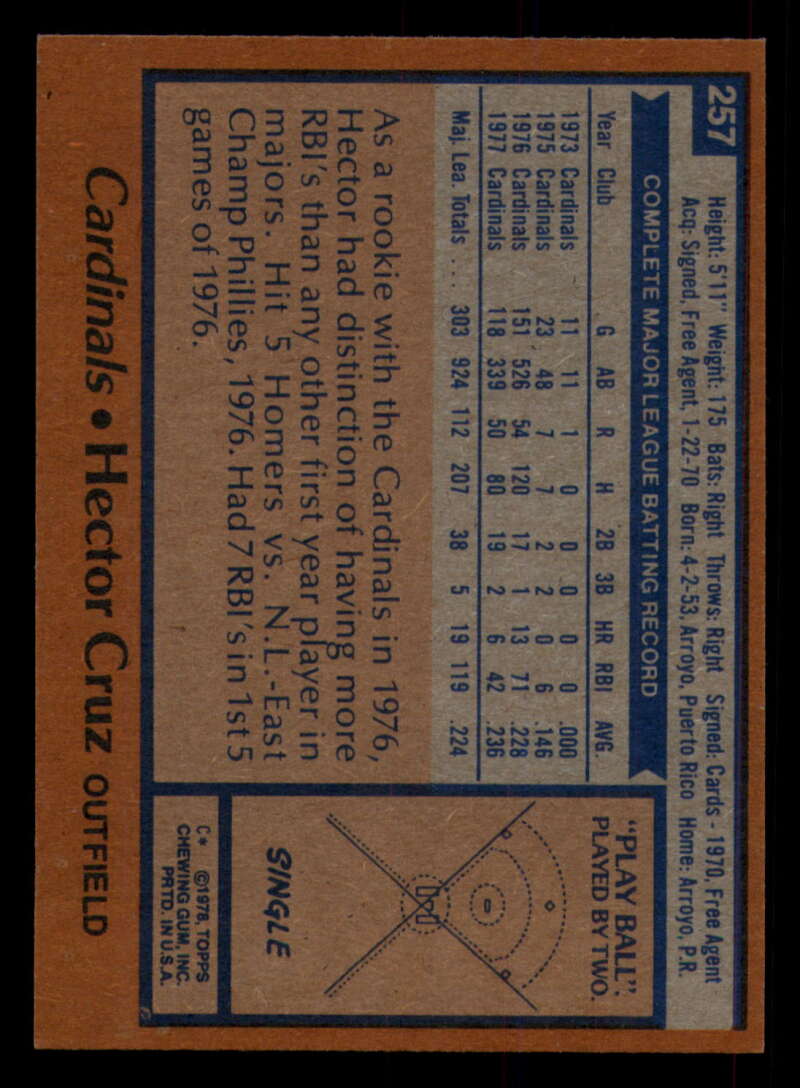 257
Height: 5'11" Weight: 175 Bats: Right Throws: Right Signed: Cards - 1970, Free Agent
Acq: Signed, Free Agent, 1-22-70 Born: 4-2-53, Arroyo, Puerto Rico Home: Arroyo, P.R.
COMPLETE MAJOR LEAGUE BATTING RECORD
Year Club G AB R H 2B 3B HR RBI AVG.
1973 Cardinals 11 11 1 0 0 0 0 0 .000
1975 Cardinals 23 48 7 7 2 2 0 6 .146
1976 Cardinals 151 526 54 120 17 1 13 71 .228
1977 Cardinals 118 339 50 80 19 2 6 42 .236
Maj. Lea. Totals ... 303 924 112 207 38 5 19 119 .224
As a rookie with the Cardinals in 1976,
Hector had distinction of having more
RBI's than any other first year player in
majors. Hit 5 Homers vs. N.L.-East
Champ Phillies, 1976. Had 7 RBI's in 1st 5
games of 1976.
"PLAY BALL":
PLAYED BY TWO.
SINGLE
C* ©1978, TOPPS
CHEWING GUM, INC.
PRTD. IN U.S.A.
Cardinals • Hector Cruz OUTFIELD